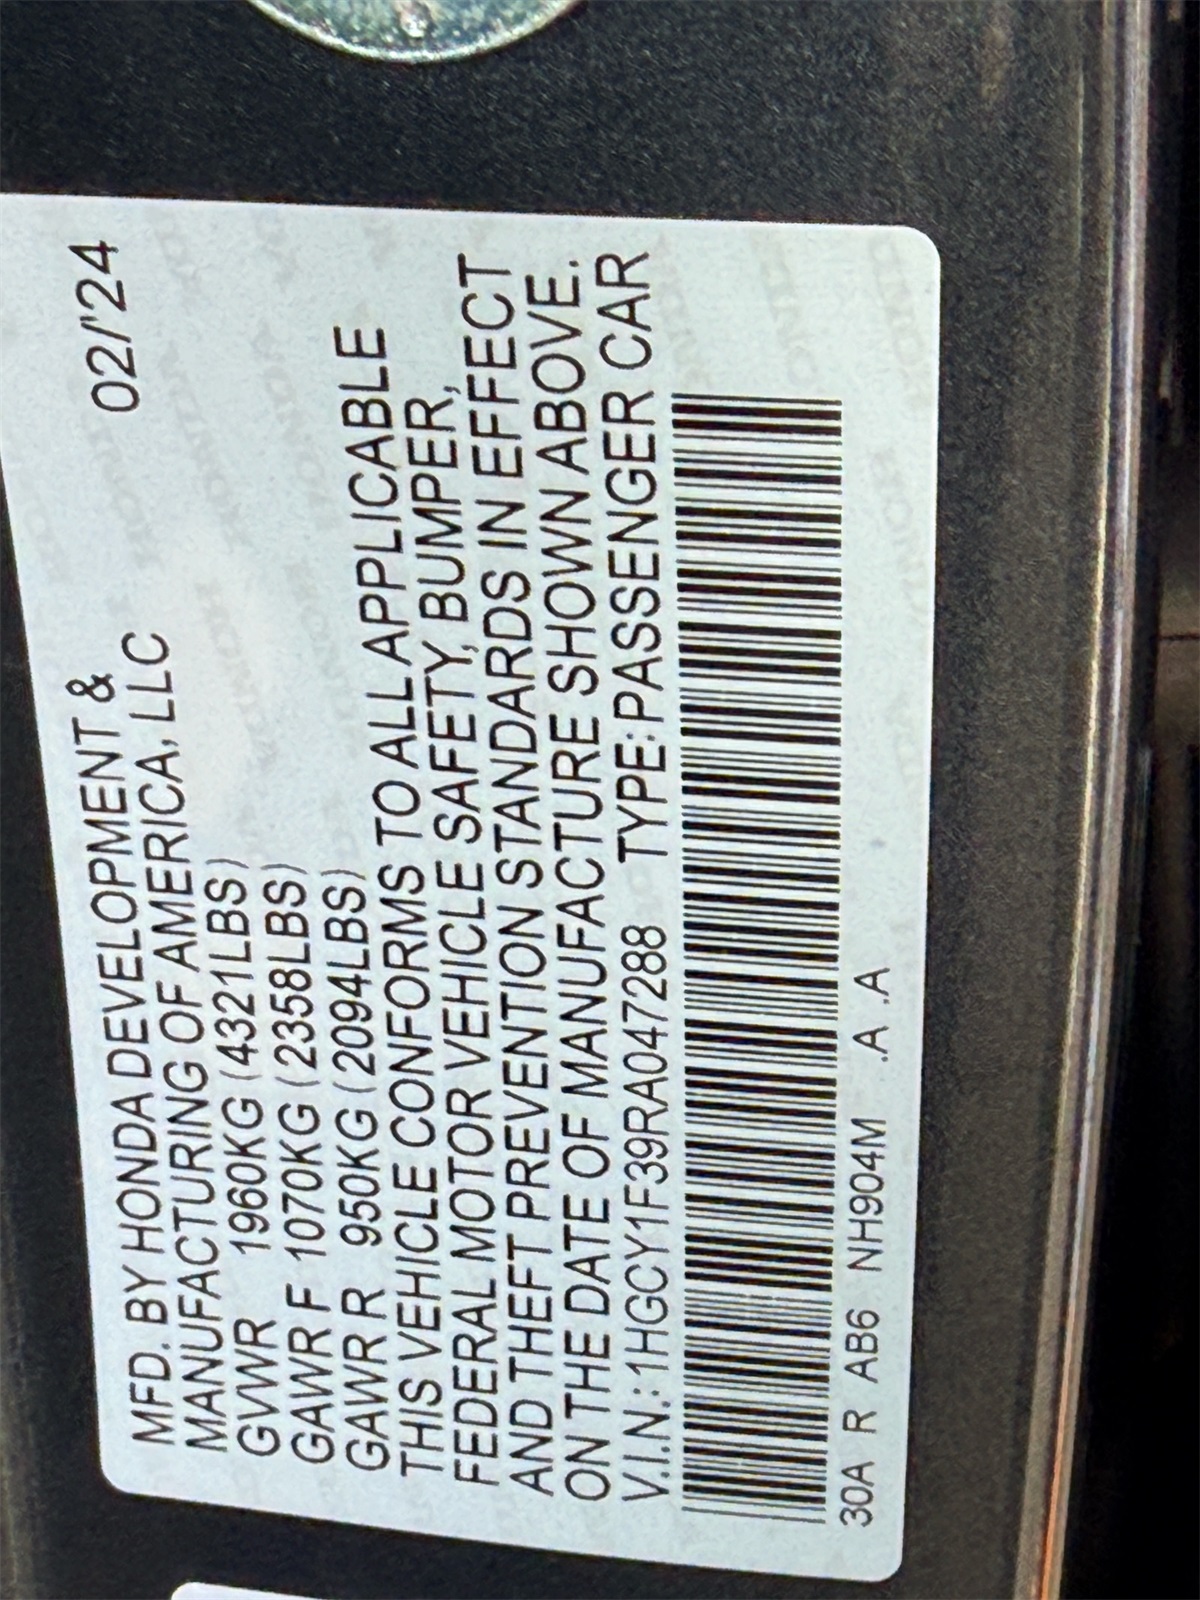 MFD. BY HONDA DEVELOPMENT & 02/'24
MANUFACTURING OF AMERICA, LLC
GVWR 1960KG (4321LBS)
GAWR F 1070KG (2358LBS)
GAWR R 950KG (2094LBS)
THIS VEHICLE CONFORMS TO ALL APPLICABLE
FEDERAL MOTOR VEHICLE SAFETY, BUMPER,
AND THEFT PREVENTION STANDARDS IN EFFECT
ON THE DATE OF MANUFACTURE SHOWN ABOVE.
V.I.N.: 1HGCY1F39RA047288 TYPE: PASSENGER CAR
30A R AB6 NH904M .A .A